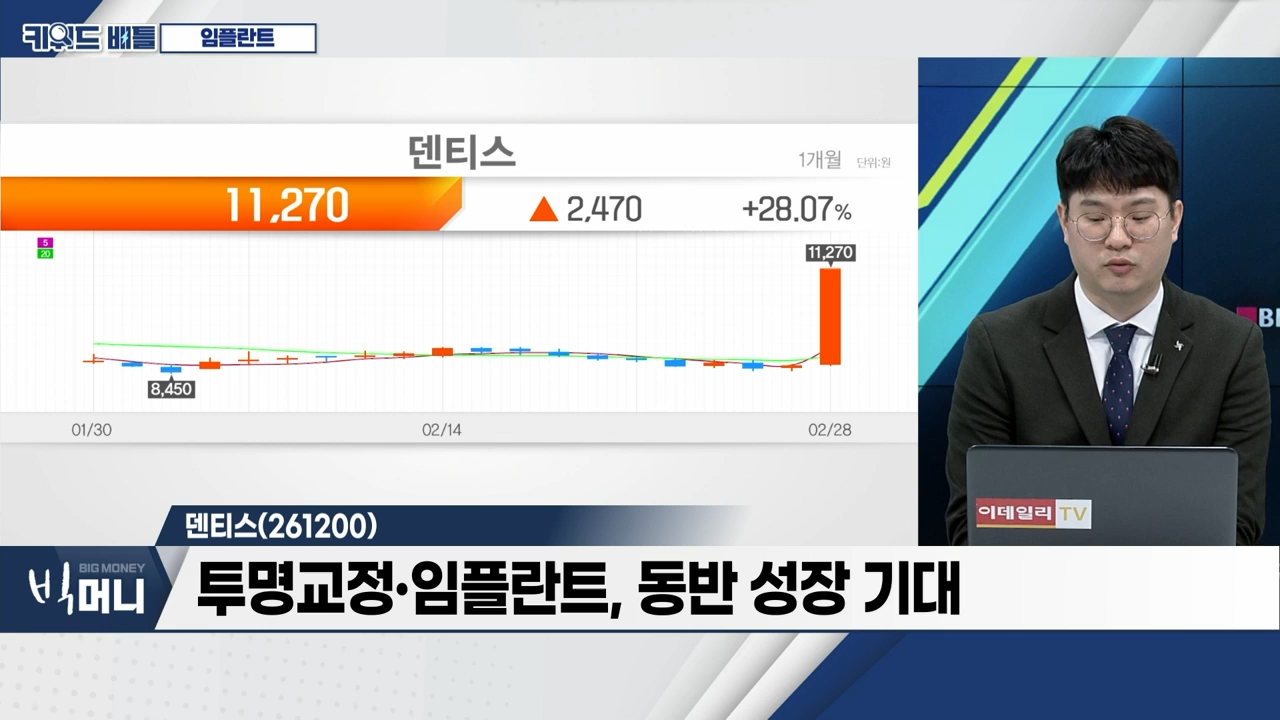 키워드 배틀
임플란트
덴티스
1개월 단위:원
11,270 ▲ 2,470 +28.07%
5
20
11,270
8,450
01/30 02/14 02/28
BI
이데일리 TV
덴티스(261200)
BIG MONEY
빅머니
투명교정·임플란트, 동반 성장 기대